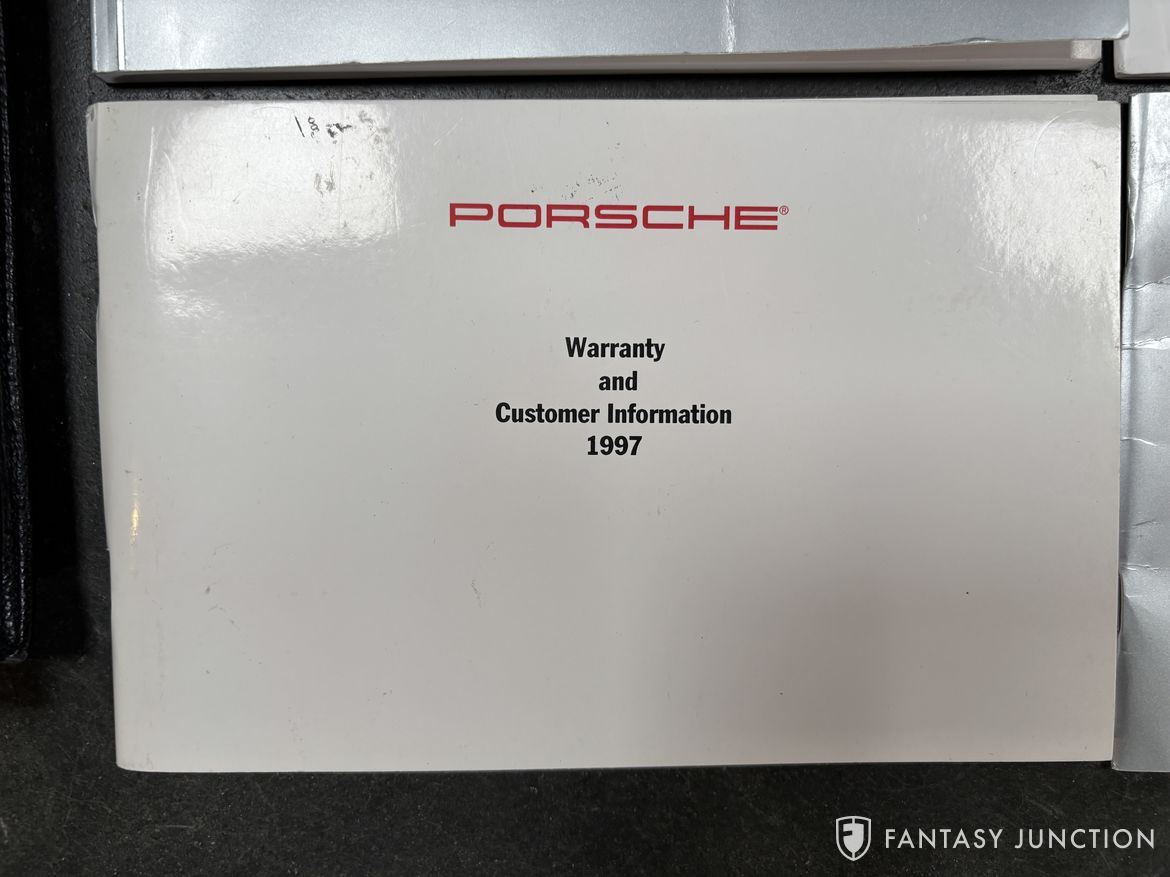 PORSCHE®
Warranty
and
Customer Information
1997
FANTASY JUNCTION